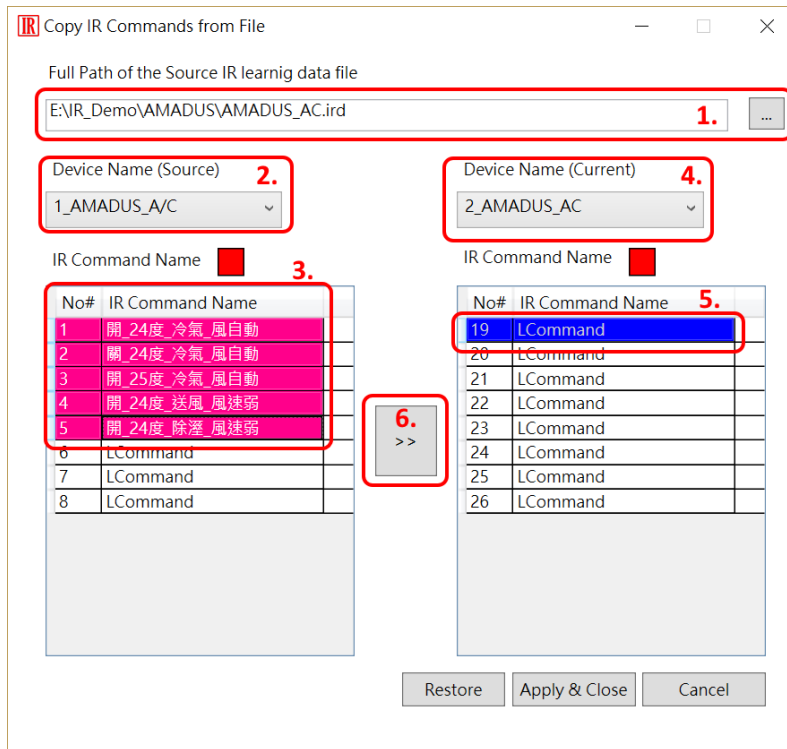 IR Copy IR Commands from File
Full Path of the Source IR learnig data file
E:\IR_Demo\AMADUS\AMADUS_AC.ird 1. ...
Device Name (Source) 2.
1_AMADUS_A/C
IR Command Name
3.
No# IR Command Name
1 開_24度_冷氣_風自動
2 關_24度_冷氣_風自動
3 開_25度_冷氣_風自動
4 開_24度_送風_風速弱
5 開_24度_除溼_風速弱
6 LCommand
7 LCommand
8 LCommand
6.
>>
Device Name (Current) 4.
2_AMADUS_AC
IR Command Name
No# IR Command Name 5.
19 LCommand
20 LCommand
21 LCommand
22 LCommand
23 LCommand
24 LCommand
25 LCommand
26 LCommand
Restore Apply & Close Cancel